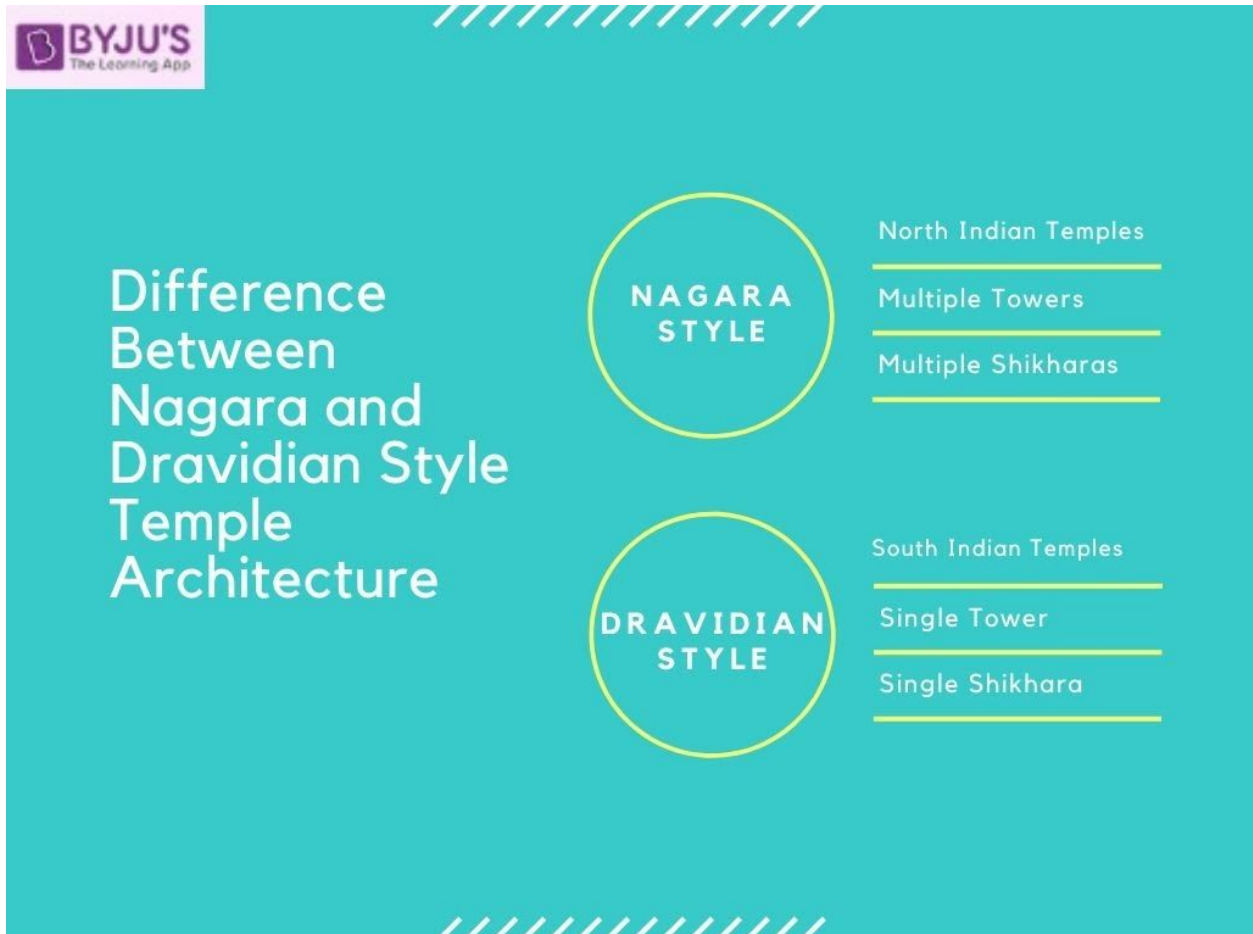 BYJU'S
The Learning App
Difference
Between
Nagara and
Dravidian Style
Temple
Architecture
NAGARA
STYLE
North Indian Temples
Multiple Towers
Multiple Shikharas
DRAVIDIAN
STYLE
South Indian Temples
Single Tower
Single Shikhara